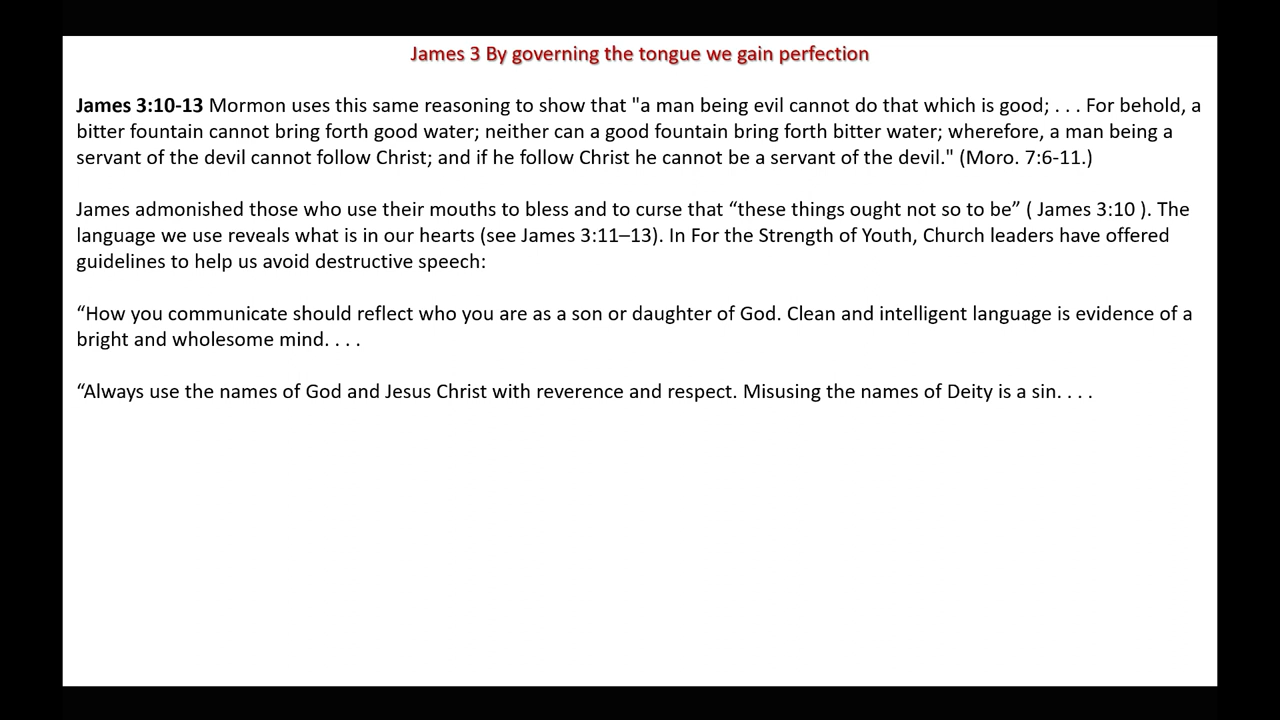 James 3 By governing the tongue we gain perfection
James 3:10-13 Mormon uses this same reasoning to show that "a man being evil cannot do that which is good; . . . For behold, a
bitter fountain cannot bring forth good water; neither can a good fountain bring forth bitter water; wherefore, a man being a
servant of the devil cannot follow Christ; and if he follow Christ he cannot be a servant of the devil." (Moro. 7:6-11.)
James admonished those who use their mouths to bless and to curse that “these things ought not so to be” ( James 3:10 ). The
language we use reveals what is in our hearts (see James 3:11–13). In For the Strength of Youth, Church leaders have offered
guidelines to help us avoid destructive speech:
“How you communicate should reflect who you are as a son or daughter of God. Clean and intelligent language is evidence of a
bright and wholesome mind. . . .
“Always use the names of God and Jesus Christ with reverence and respect. Misusing the names of Deity is a sin. . . .